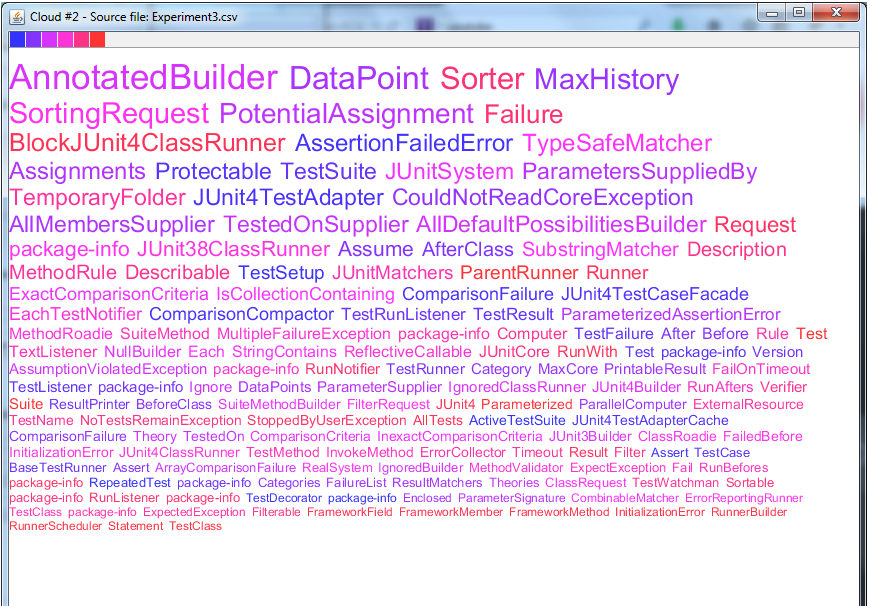 Cloud #2 - Source file: Experiment3.csv
AnnotatedBuilder DataPoint Sorter MaxHistory
SortingRequest PotentialAssignment Failure
BlockJUnit4ClassRunner AssertionFailedError TypeSafeMatcher
Assignments Protectable TestSuite JUnitSystem ParametersSuppliedBy
TemporaryFolder JUnit4TestAdapter CouldNotReadCoreException
AllMembersSupplier TestedOnSupplier AllDefaultPossibilitiesBuilder Request
package-info JUnit38ClassRunner Assume AfterClass SubstringMatcher Description
MethodRule Describable TestSetup JUnitMatchers ParentRunner Runner
ExactComparisonCriteria IsCollectionContaining ComparisonFailure JUnit4TestCaseFacade
EachTestNotifier ComparisonCompactor TestRunListener TestResult ParameterizedAssertionError
MethodRoadie SuiteMethod MultipleFailureException package-info Computer TestFailure After Before Rule Test
TextListener NullBuilder Each StringContains ReflectiveCallable JUnitCore RunWith Test package-info Version
AssumptionViolatedException package-info RunNotifier TestRunner Category MaxCore PrintableResult FailOnTimeout
TestListener package-info Ignore DataPoints ParameterSupplier IgnoredClassRunner JUnit4Builder RunAfters Verifier
Suite ResultPrinter BeforeClass SuiteMethodBuilder FilterRequest JUnit4 Parameterized ParallelComputer ExternalResource
TestName NoTestsRemainException StoppedByUserException AllTests ActiveTestSuite JUnit4TestAdapterCache
ComparisonFailure Theory TestedOn ComparisonCriteria InexactComparisonCriteria JUnit3Builder ClassRoadie FailedBefore
InitializationError JUnit4ClassRunner TestMethod InvokeMethod ErrorCollector Timeout Result Filter Assert TestCase
BaseTestRunner Assert ArrayComparisonFailure RealSystem IgnoredBuilder MethodValidator ExpectException Fail RunBefores
package-info RepeatedTest package-info Categories FailureList ResultMatchers Theories ClassRequest TestWatchman Sortable
package-info RunListener package-info TestDecorator package-info Enclosed ParameterSignature CombinableMatcher ErrorReportingRunner
TestClass package-info ExpectedException Filterable FrameworkField FrameworkMember FrameworkMethod InitializationError RunnerBuilder
RunnerScheduler Statement TestClass